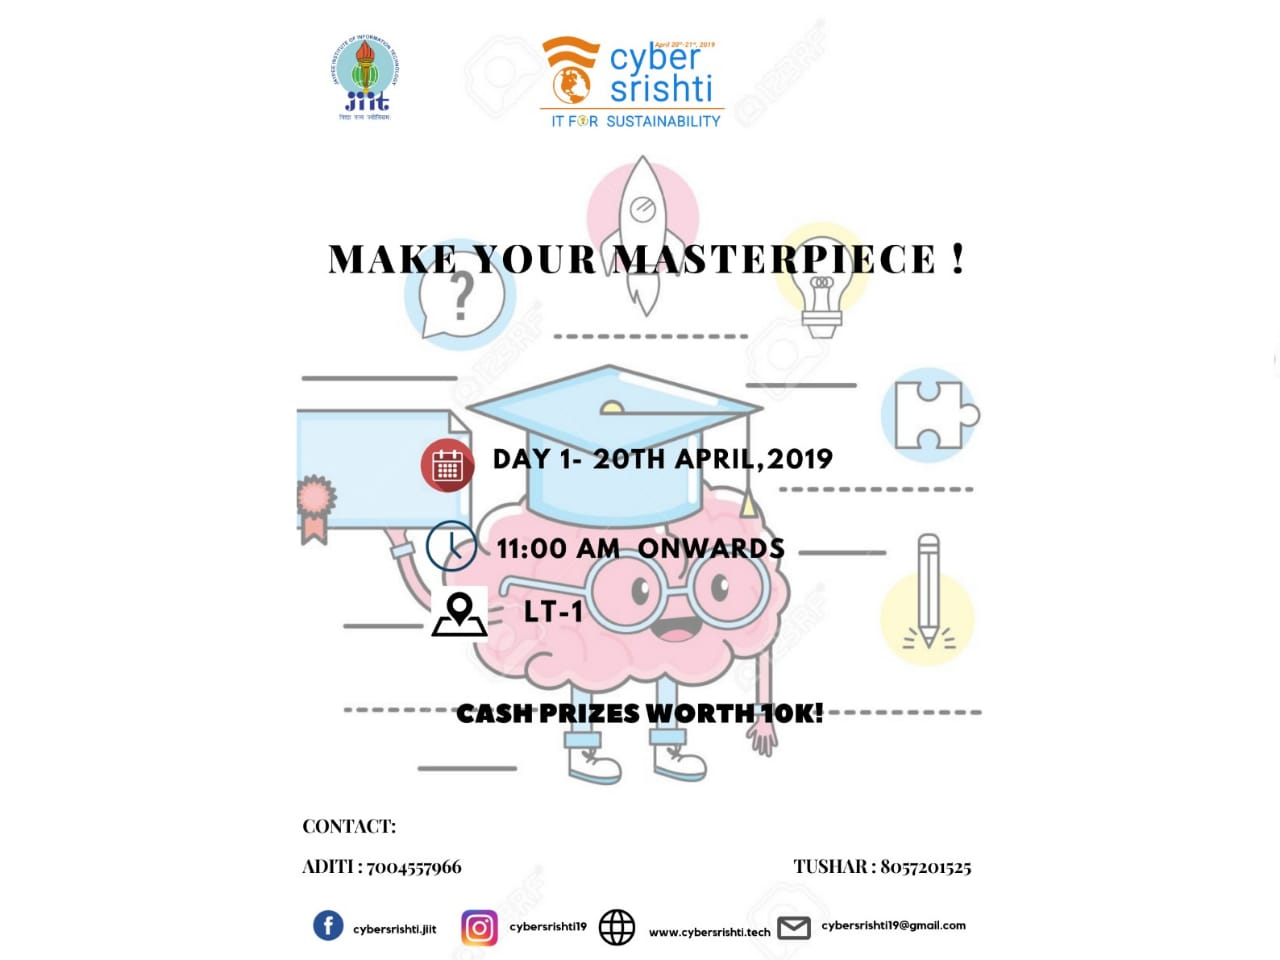 JAYPEE INSTITUTE OF INFORMATION TECHNOLOGY
jiit
विद्या तत्व ज्योतिसमः
April 20th-21st, 2019
cyber
srishti
IT FOR SUSTAINABILITY
MAKE YOUR MASTERPIECE !
?
DAY 1- 20TH APRIL,2019
11:00 AM ONWARDS
LT-1
CASH PRIZES WORTH 10K!
CONTACT:
ADITI : 7004557966
TUSHAR : 8057201525
cybersrishti.jiit
cybersrishti19
www.cybersrishti.tech
cybersrishti19@gmail.com
123RF